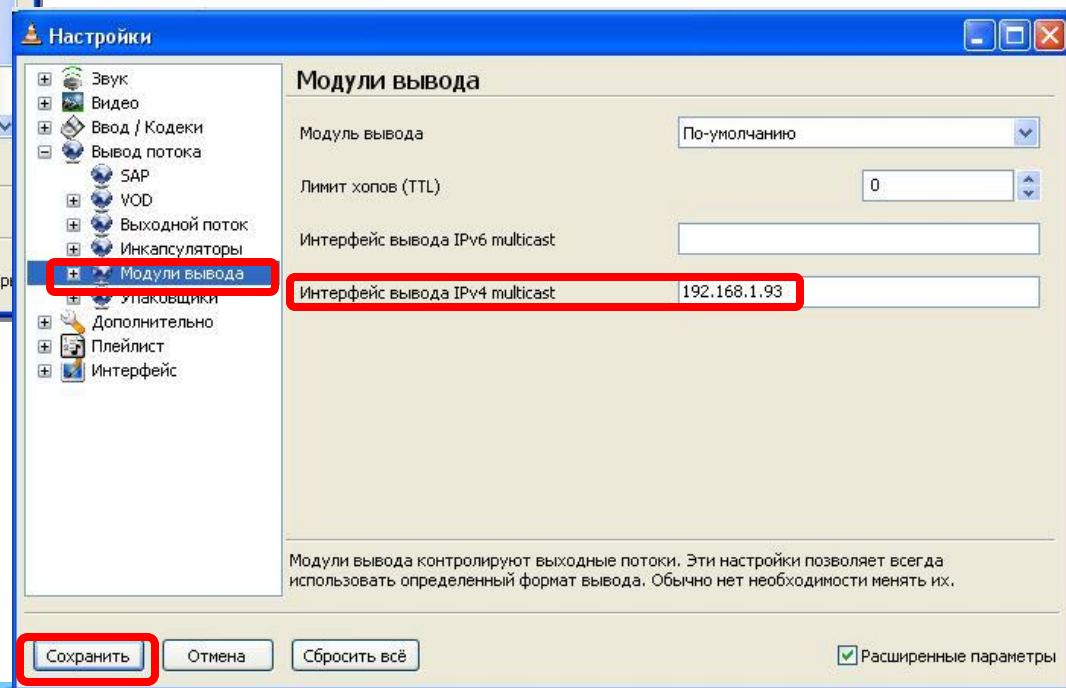 Настройки
Звук
Видео
Ввод / Кодеки
Вывод потока
SAP
VOD
Выходной поток
Инкапсуляторы
Модули вывода
Упаковщики
Дополнительно
Плейлист
Интерфейс
Модули вывода
Модуль вывода По-умолчанию
Лимит хопов (TTL) 0
Интерфейс вывода IPv6 multicast
Интерфейс вывода IPv4 multicast 192.168.1.93
Модули вывода контролируют выходные потоки. Эти настройки позволяет всегда
использовать определенный формат вывода. Обычно нет необходимости менять их.
Сохранить Отмена Сбросить всё Расширенные параметры